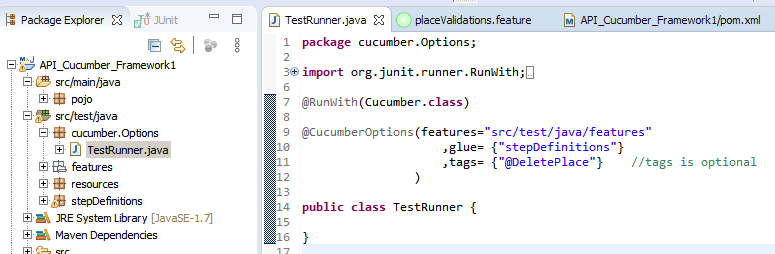 Package Explorer JUnit
API_Cucumber_Framework1
src/main/java
pojo
src/test/java
cucumber.Options
TestRunner.java
features
resources
stepDefinitions
JRE System Library [JavaSE-1.7]
Maven Dependencies
src
TestRunner.java placeValidations.feature API_Cucumber_Framework1/pom.xml
1 package cucumber.Options;
2
3 import org.junit.runner.RunWith;
6
7 @RunWith(Cucumber.class)
8
9 @CucumberOptions(features="src/test/java/features"
10 ,glue= {"stepDefinitions"}
11 ,tags= {"@DeletePlace"} //tags is optional
12 )
13
14 public class TestRunner {
15
16 }
17